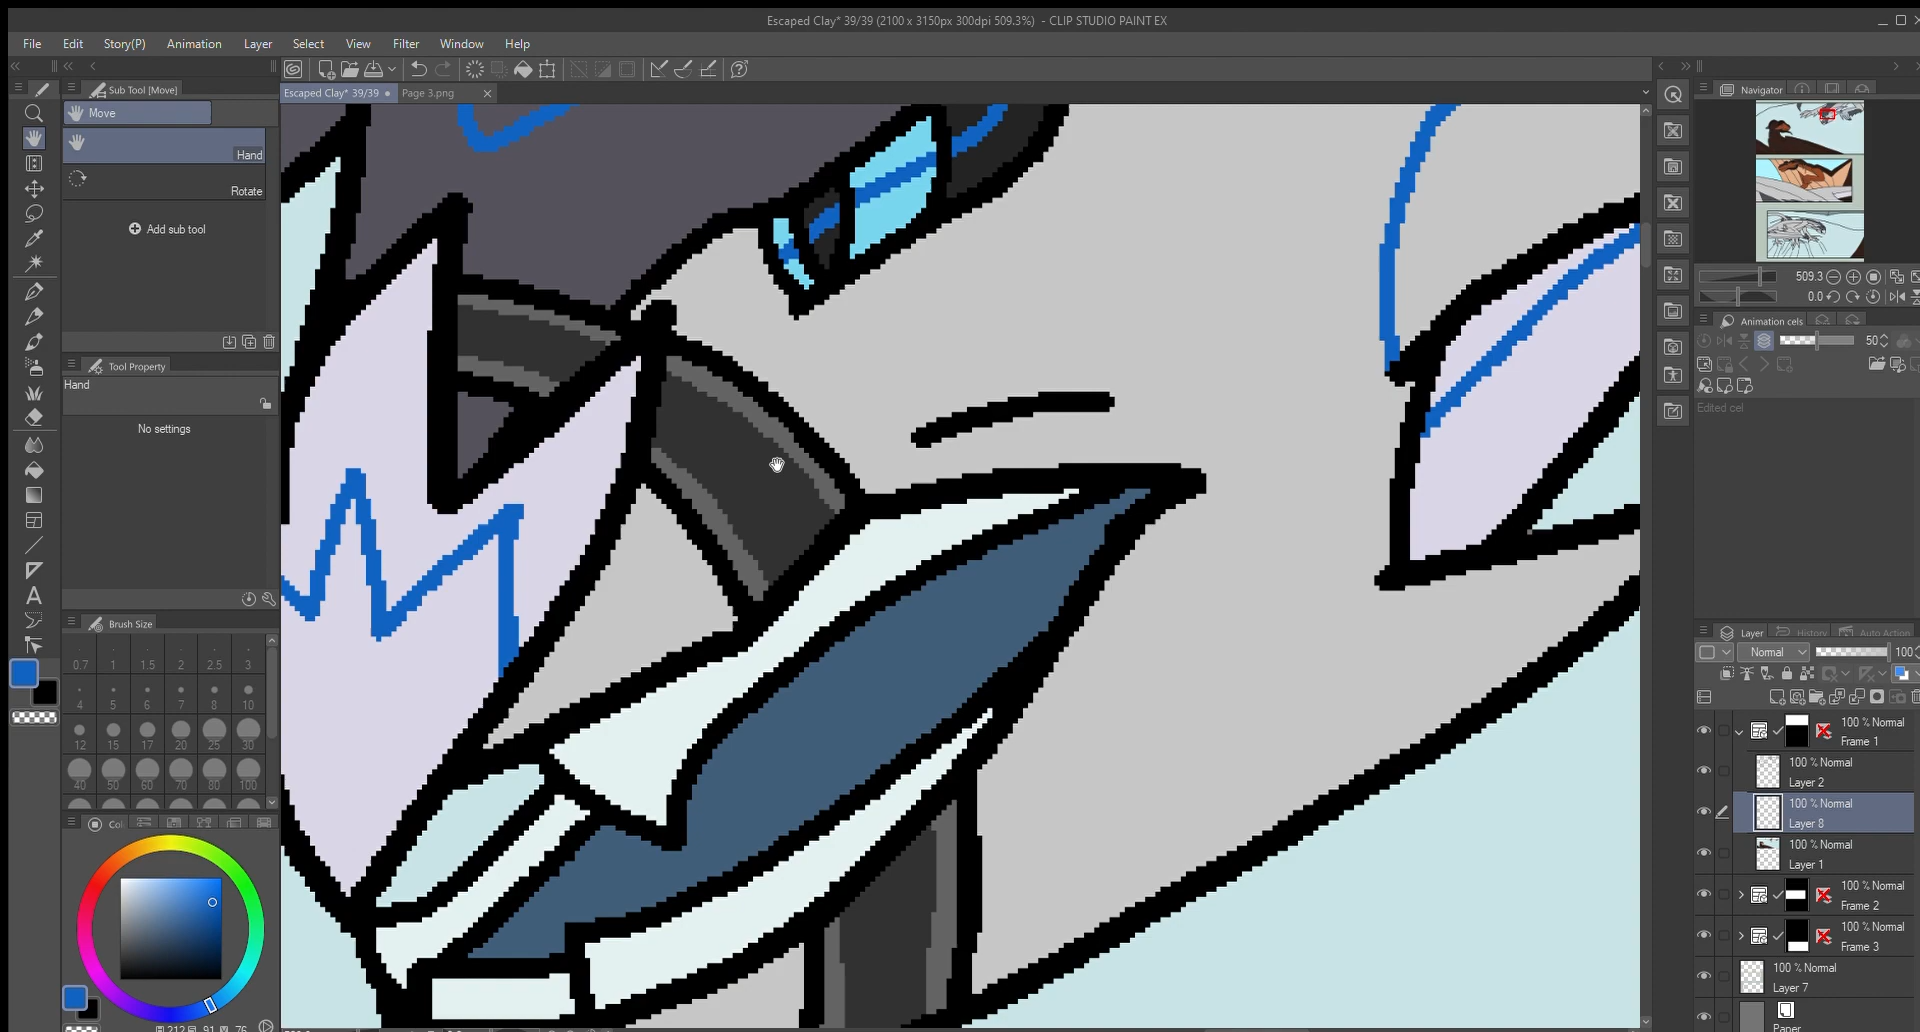 Escaped Clay* 39/39 (2100 x 3150px 300dpi 509.3%) - CLIP STUDIO PAINT EX
File Edit Story(P) Animation Layer Select View Filter Window Help
Sub Tool [Move]
Escaped Clay* 39/39 Page 3.png
Navigator
Move
Hand
Rotate
Add sub tool
509.3
0.0
Animation cels
50
Tool Property
Hand
Edited cel
No settings
Brush Size
Layer History Auto Action
Normal 100
0.7 1 1.5 2 2.5 3
4 5 6 7 8 10
12 15 17 20 25 30
40 50 60 70 80 100
100 % Normal
Frame 1
100 % Normal
Layer 2
100 % Normal
Layer 8
100 % Normal
Layer 1
100 % Normal
Frame 2
100 % Normal
Frame 3
100 % Normal
Layer 7
Paper
Col
212 91 76